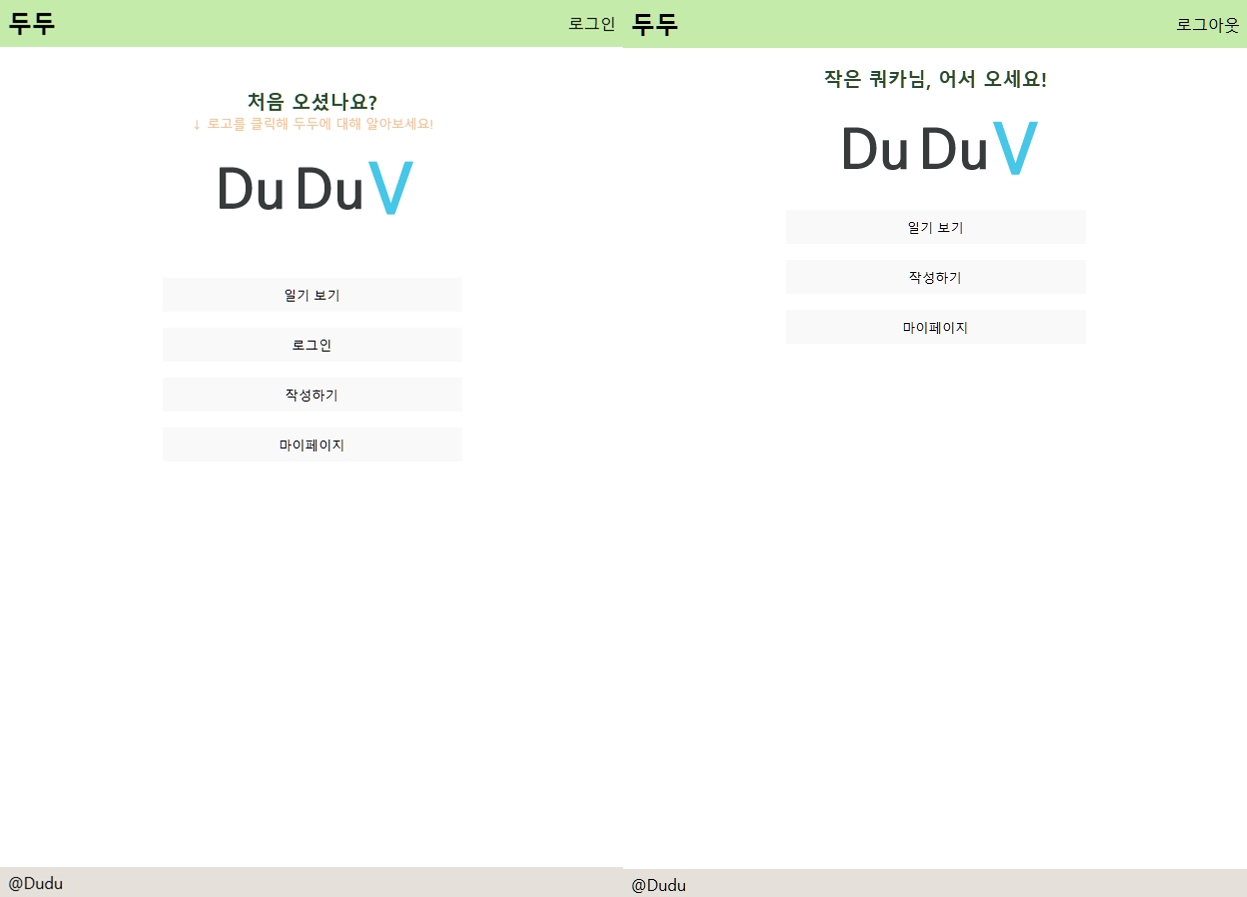 두두
로그인
처음 오셨나요?
↓ 로고를 클릭해 두두에 대해 알아보세요!
Du Du V
일기 보기
로그인
작성하기
마이페이지
@Dudu
두두
로그아웃
작은 쿼카님, 어서 오세요!
Du Du V
일기 보기
작성하기
마이페이지
@Dudu